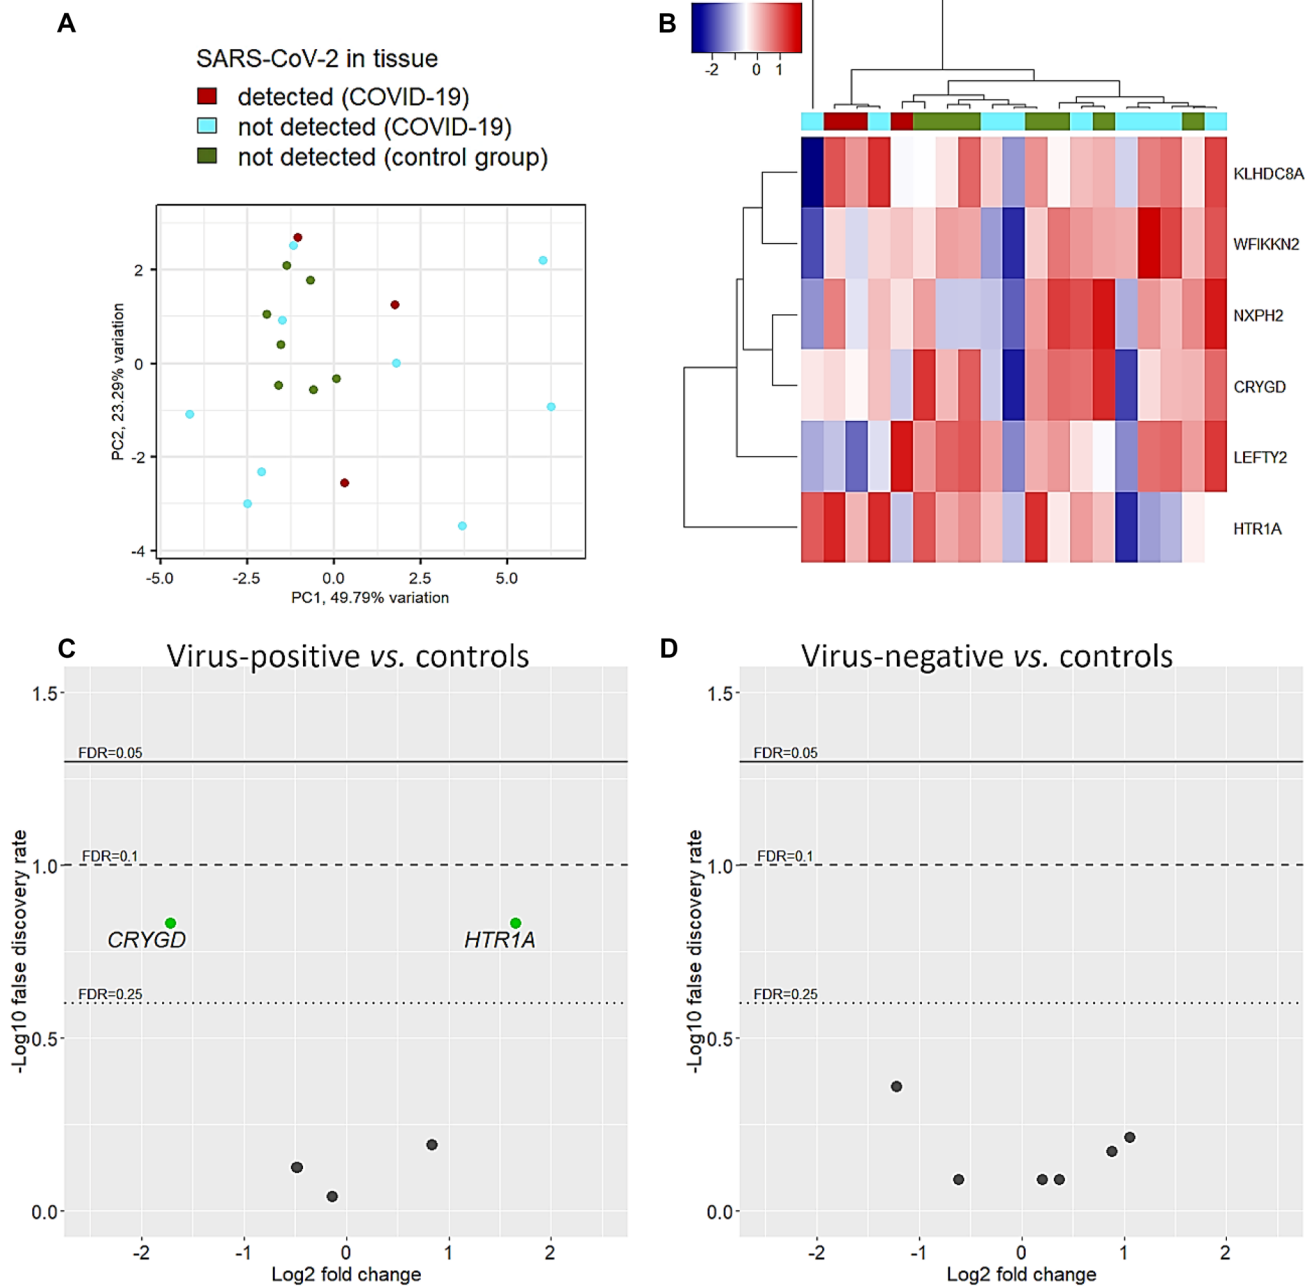 A
SARS-CoV-2 in tissue
detected (COVID-19)
not detected (COVID-19)
not detected (control group)
2
0
-2
-4
PC2, 23.29% variation
-5.0 -2.5 0.0 2.5 5.0
PC1, 49.79% variation
B
-2 0 1
KLHDC8A
WFIKKN2
NXPH2
CRYGD
LEFTY2
HTR1A
C
Virus-positive vs. controls
1.5
FDR=0.05
FDR=0.1
1.0
CRYGD
HTR1A
FDR=0.25
0.5
0.0
-Log10 false discovery rate
-2 -1 0 1 2
Log2 fold change
D
Virus-negative vs. controls
1.5
FDR=0.05
FDR=0.1
1.0
FDR=0.25
0.5
0.0
-Log10 false discovery rate
-2 -1 0 1 2
Log2 fold change